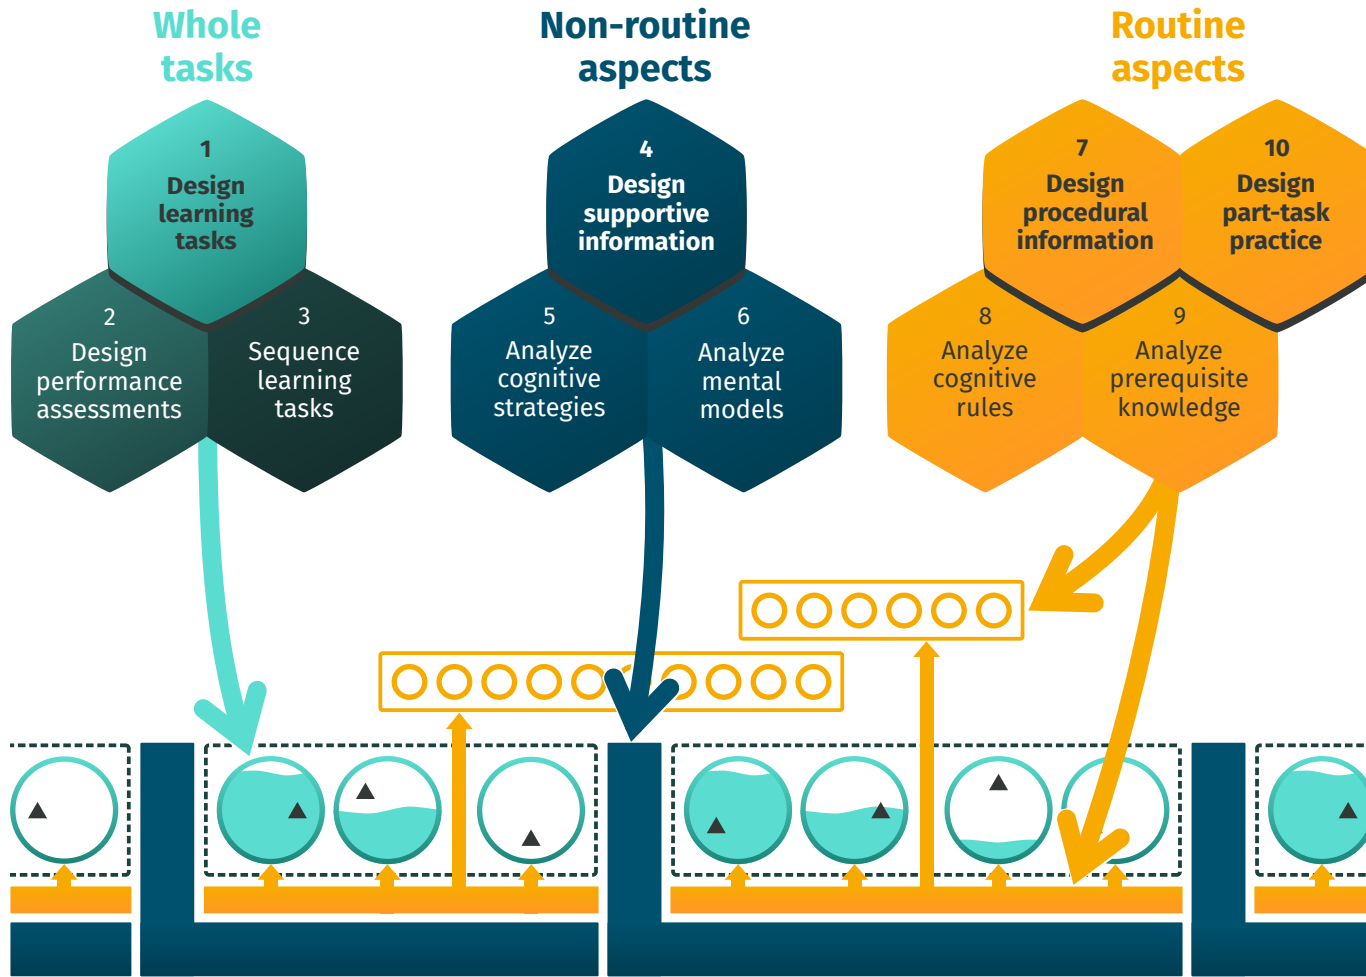 Whole
tasks
1
Design
learning
tasks
2
Design
performance
assessments
3
Sequence
learning
tasks
Non-routine
aspects
4
Design
supportive
information
5
Analyze
cognitive
strategies
6
Analyze
mental
models
Routine
aspects
7
Design
procedural
information
10
Design
part-task
practice
8
Analyze
cognitive
rules
9
Analyze
prerequisite
knowledge